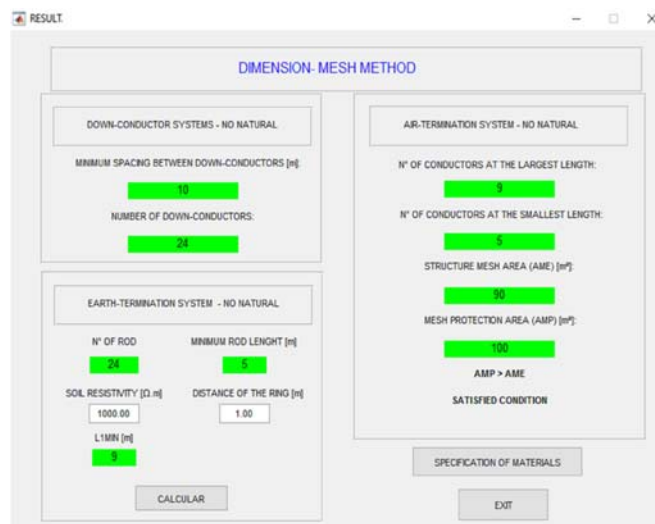 RESULT.
DIMENSION- MESH METHOD
DOWN-CONDUCTOR SYSTEMS - NO NATURAL
MINIMUM SPACING BETWEEN DOWN-CONDUCTORS [m]:
10
NUMBER OF DOWN-CONDUCTORS:
24
EARTH-TERMINATION SYSTEM - NO NATURAL
N° OF ROD
MINIMUM ROD LENGHT [m]
24
5
SOIL RESISTIVITY [Ω.m]
DISTANCE OF THE RING [m]
1000.00
1.00
L1MIN [m]
9
CALCULAR
AIR-TERMINATION SYSTEM - NO NATURAL
N° OF CONDUCTORS AT THE LARGEST LENGTH:
9
N° OF CONDUCTORS AT THE SMALLEST LENGTH:
5
STRUCTURE MESH AREA (AME) [m²]:
90
MESH PROTECTION AREA (AMP) [m²]:
100
AMP > AME
SATISFIED CONDITION
SPECIFICATION OF MATERIALS
EXIT